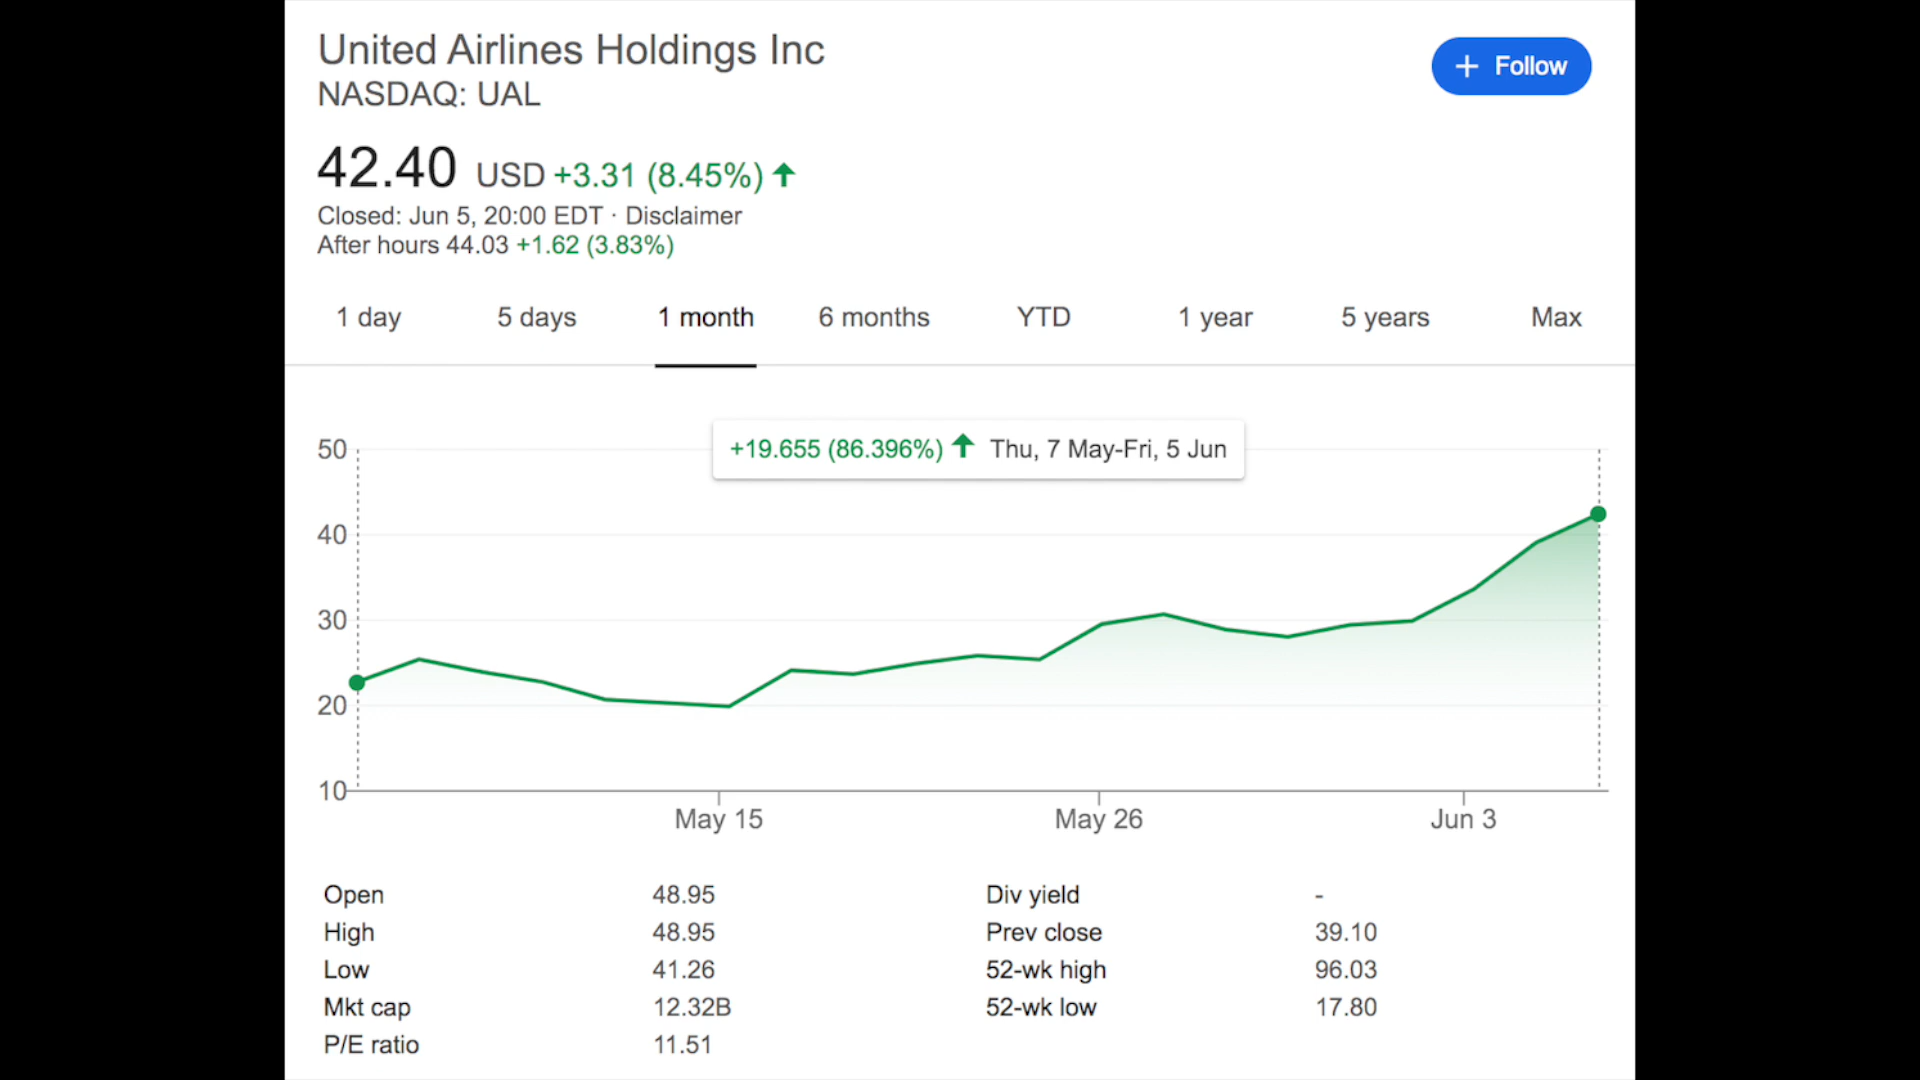 United Airlines Holdings Inc
NASDAQ: UAL
+ Follow
42.40 USD +3.31 (8.45%)
Closed: Jun 5, 20:00 EDT · Disclaimer
After hours 44.03 +1.62 (3.83%)
1 day 5 days 1 month 6 months YTD 1 year 5 years Max
+19.655 (86.396%) Thu, 7 May-Fri, 5 Jun
50
40
30
20
10
May 15 May 26 Jun 3
Open 48.95 Div yield -
High 48.95 Prev close 39.10
Low 41.26 52-wk high 96.03
Mkt cap 12.32B 52-wk low 17.80
P/E ratio 11.51